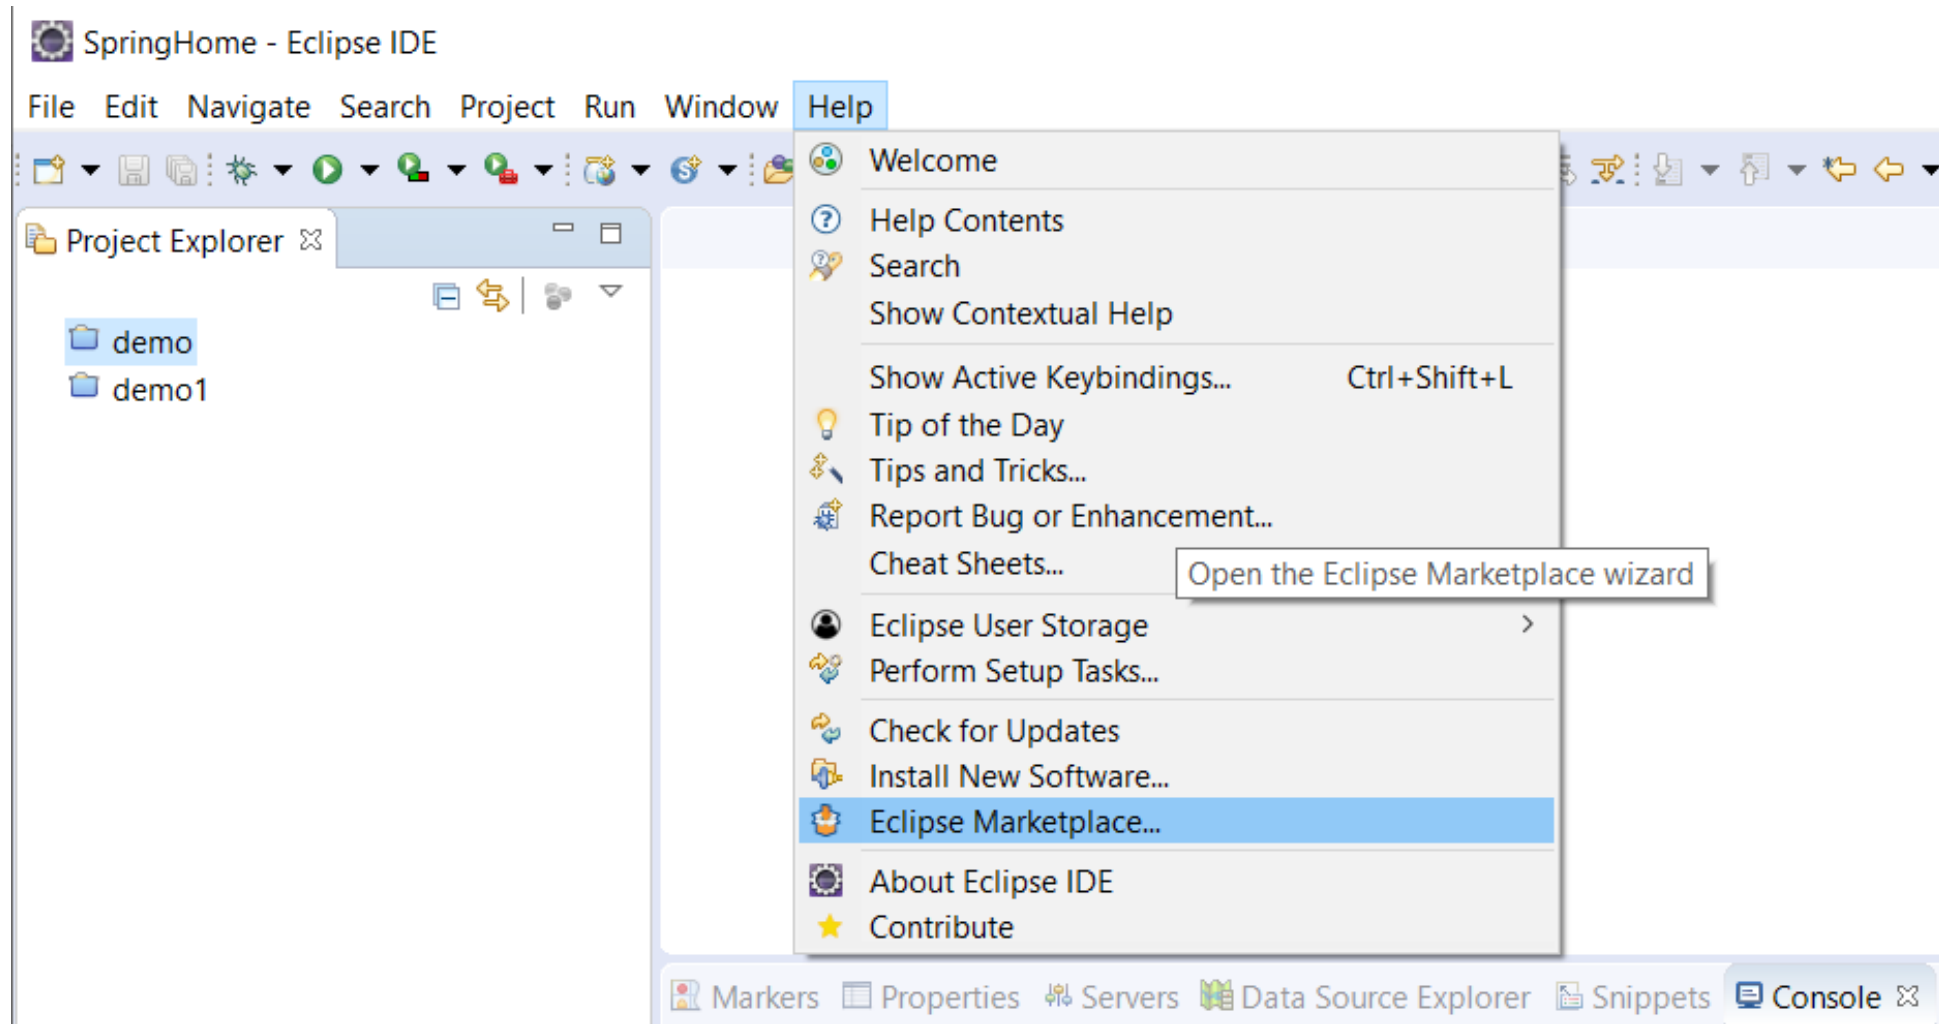 SpringHome - Eclipse IDE
File Edit Navigate Search Project Run Window Help
Project Explorer
demo
demo1
Welcome
Help Contents
Search
Show Contextual Help
Show Active Keybindings... Ctrl+Shift+L
Tip of the Day
Tips and Tricks...
Report Bug or Enhancement...
Cheat Sheets...
Open the Eclipse Marketplace wizard
Eclipse User Storage
Perform Setup Tasks...
Check for Updates
Install New Software...
Eclipse Marketplace...
About Eclipse IDE
Contribute
Markers Properties Servers Data Source Explorer Snippets Console